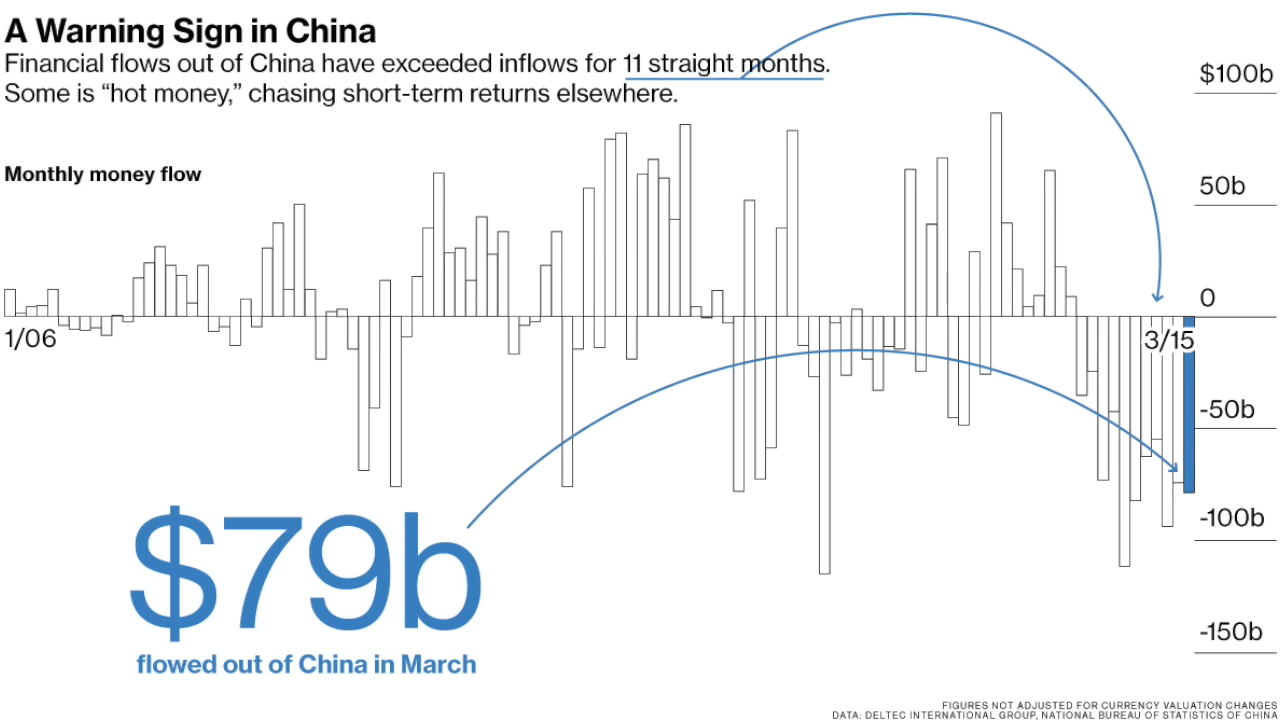 A Warning Sign in China
Financial flows out of China have exceeded inflows for 11 straight months.
Some is “hot money,” chasing short-term returns elsewhere.
Monthly money flow
$100b
50b
0
1/06
3/15
-50b
-100b
-150b
$79b
flowed out of China in March
FIGURES NOT ADJUSTED FOR CURRENCY VALUATION CHANGES
DATA: DELTEC INTERNATIONAL GROUP, NATIONAL BUREAU OF STATISTICS OF CHINA